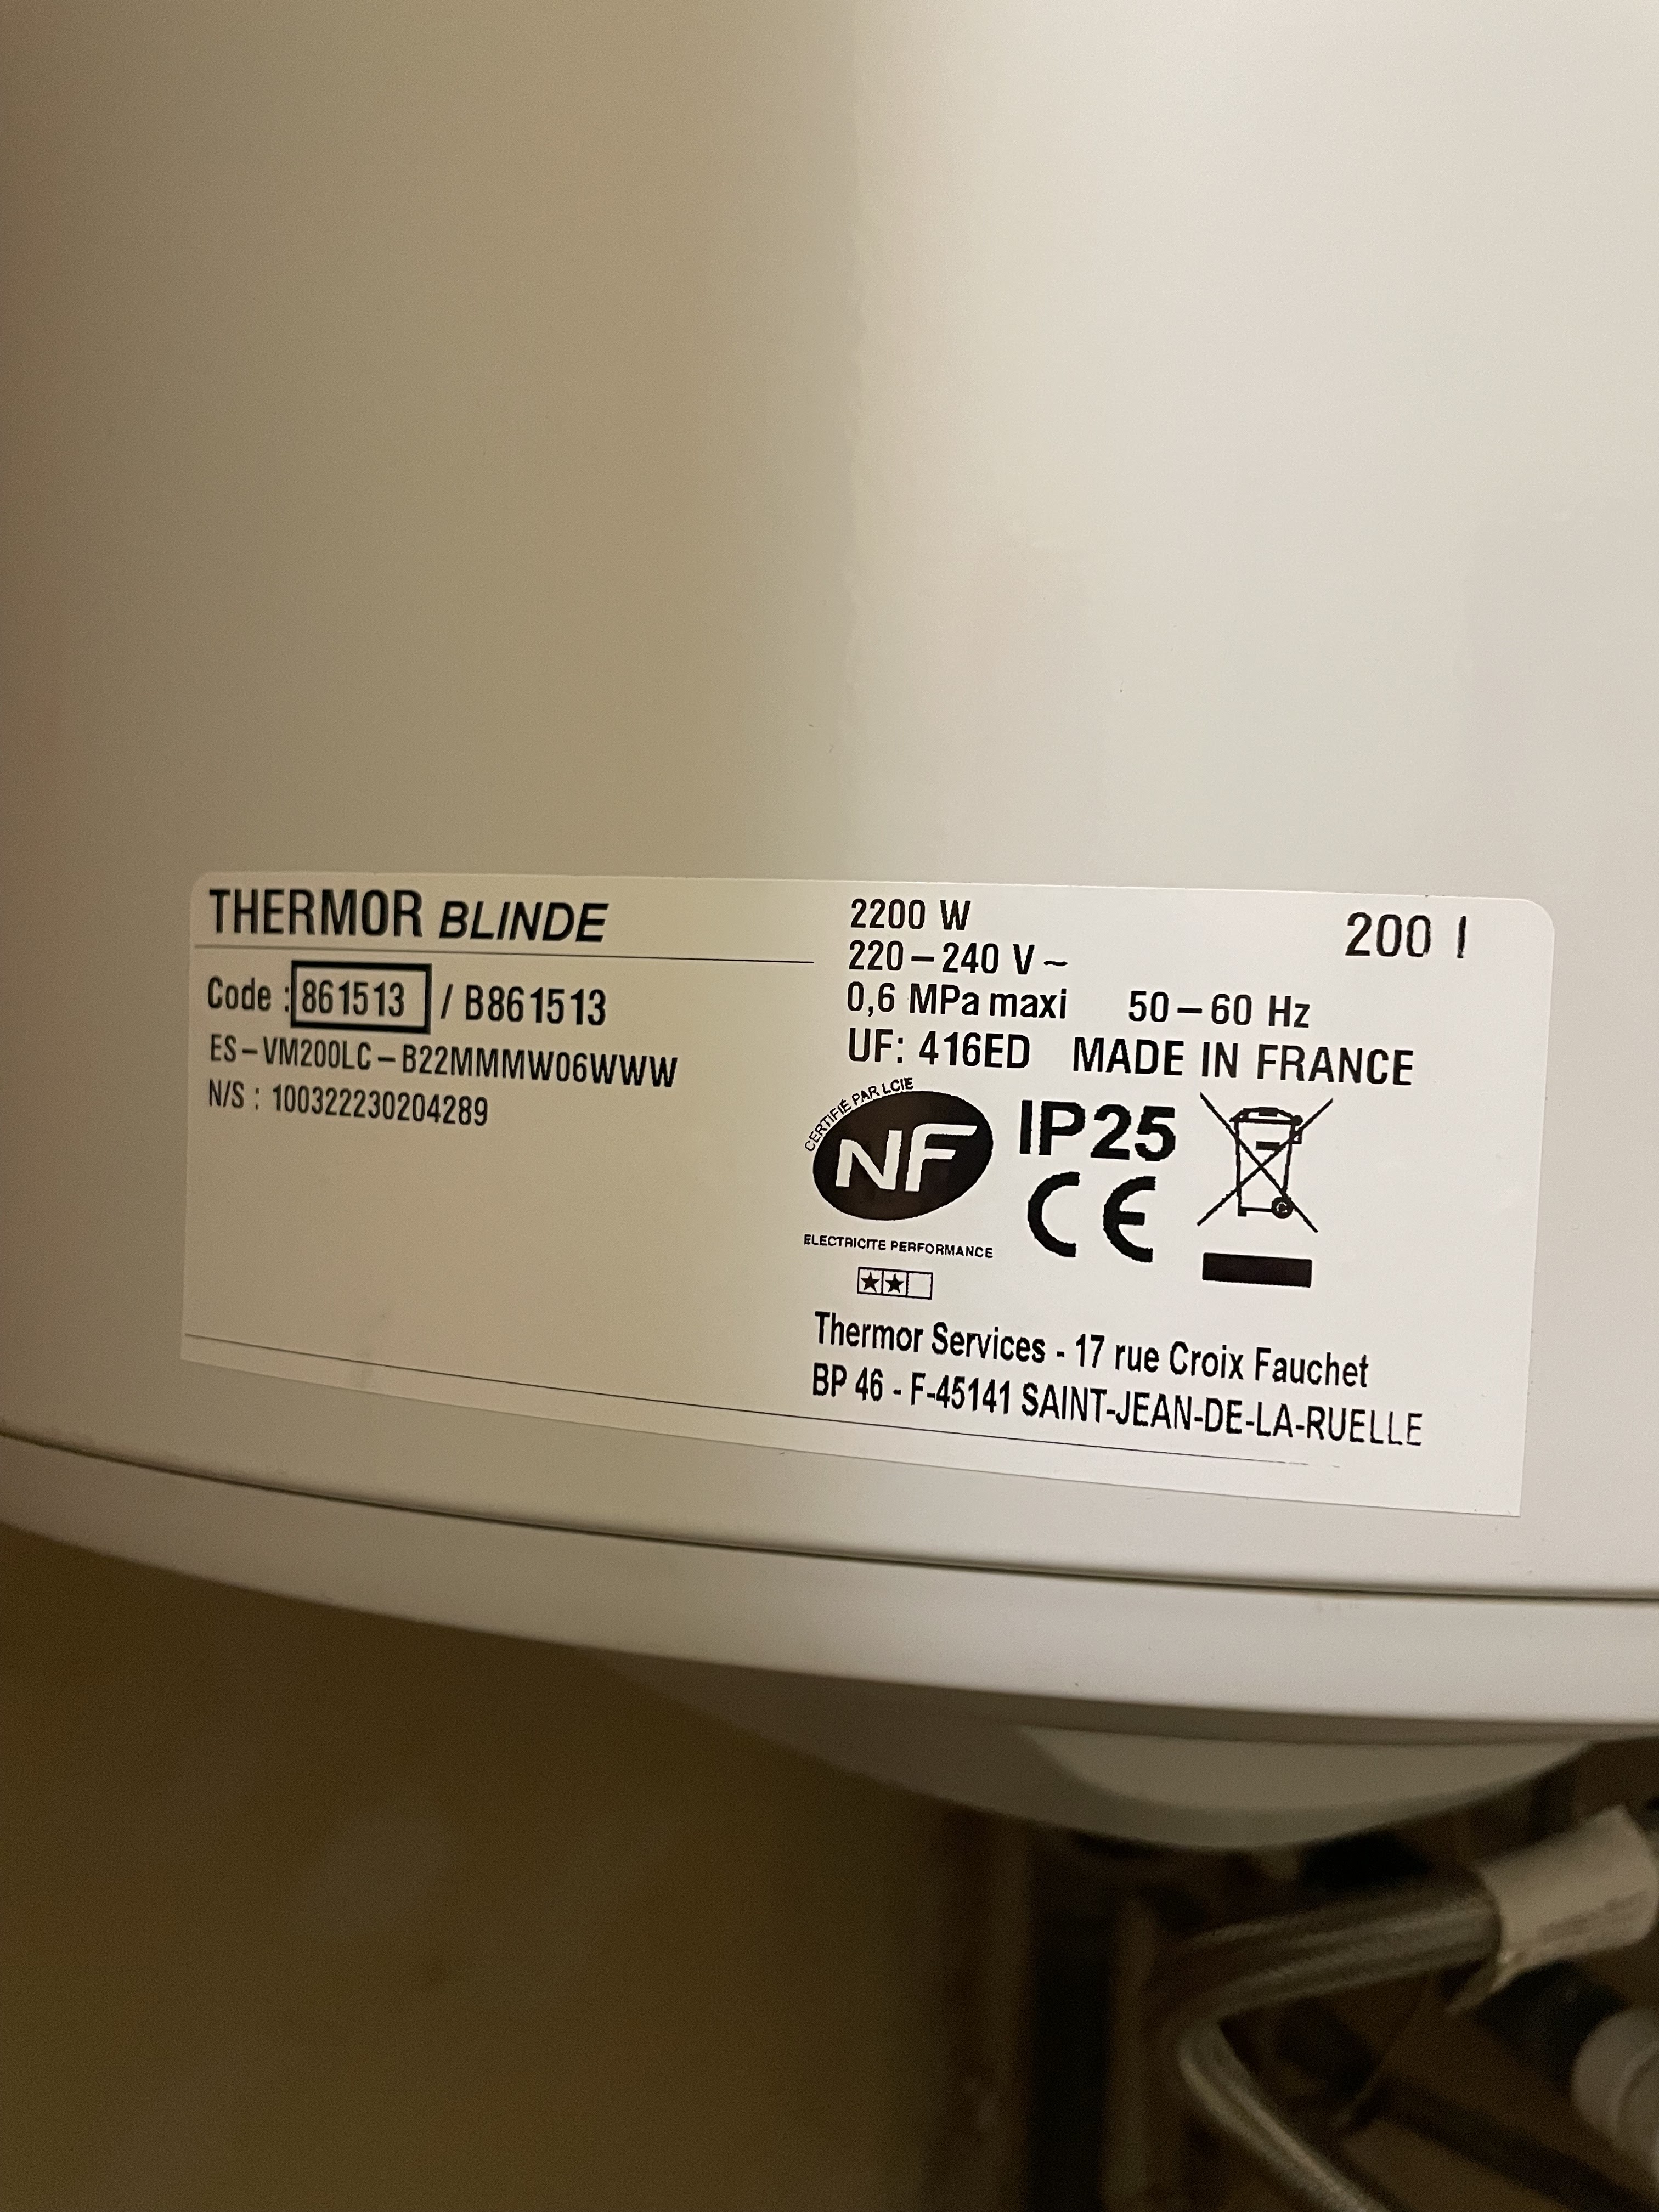 THERMOR BLINDE
Code : 861513 / B861513
ES-VM200LC-B22MMMW06WWW
N/S : 100322230204289
2200 W
200 l
220-240 V ~
0,6 MPa maxi 50-60 Hz
UF: 416ED MADE IN FRANCE
CERTIFIÉ PAR LCIE
NF
IP25
CE
ELECTRICITE PERFORMANCE
Thermor Services - 17 rue Croix Fauchet
BP 46 - F-45141 SAINT-JEAN-DE-LA-RUELLE